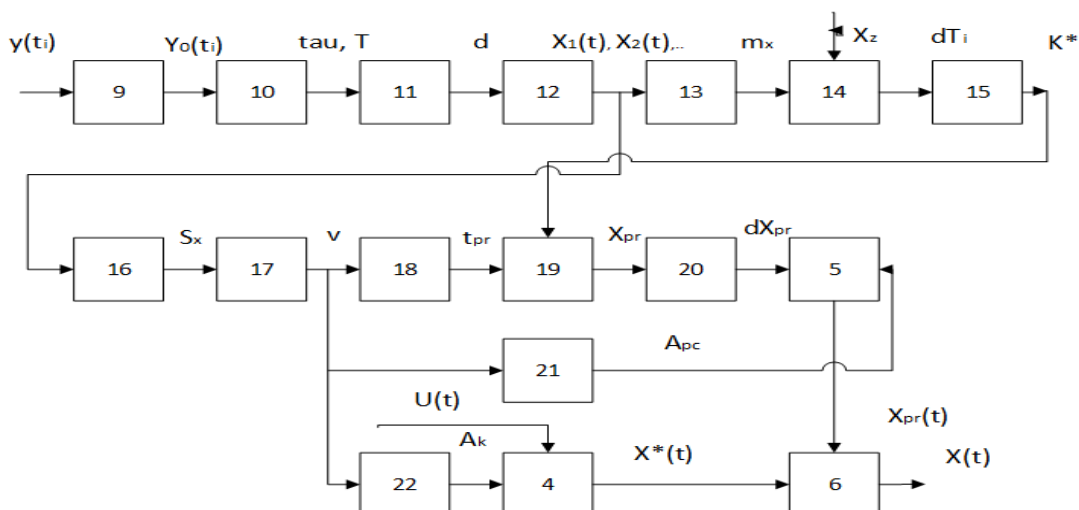 y(tᵢ) Y₀(tᵢ) tau, T d X₁(t), X₂(t),.. mₓ X_z dTᵢ K*
9 10 11 12 13 14 15
Sₓ v t_pr X_pr dX_pr
16 17 18 19 20 5
A_pc
21
U(t)
A_k X*(t) X_pr(t) X(t)
22 4 6